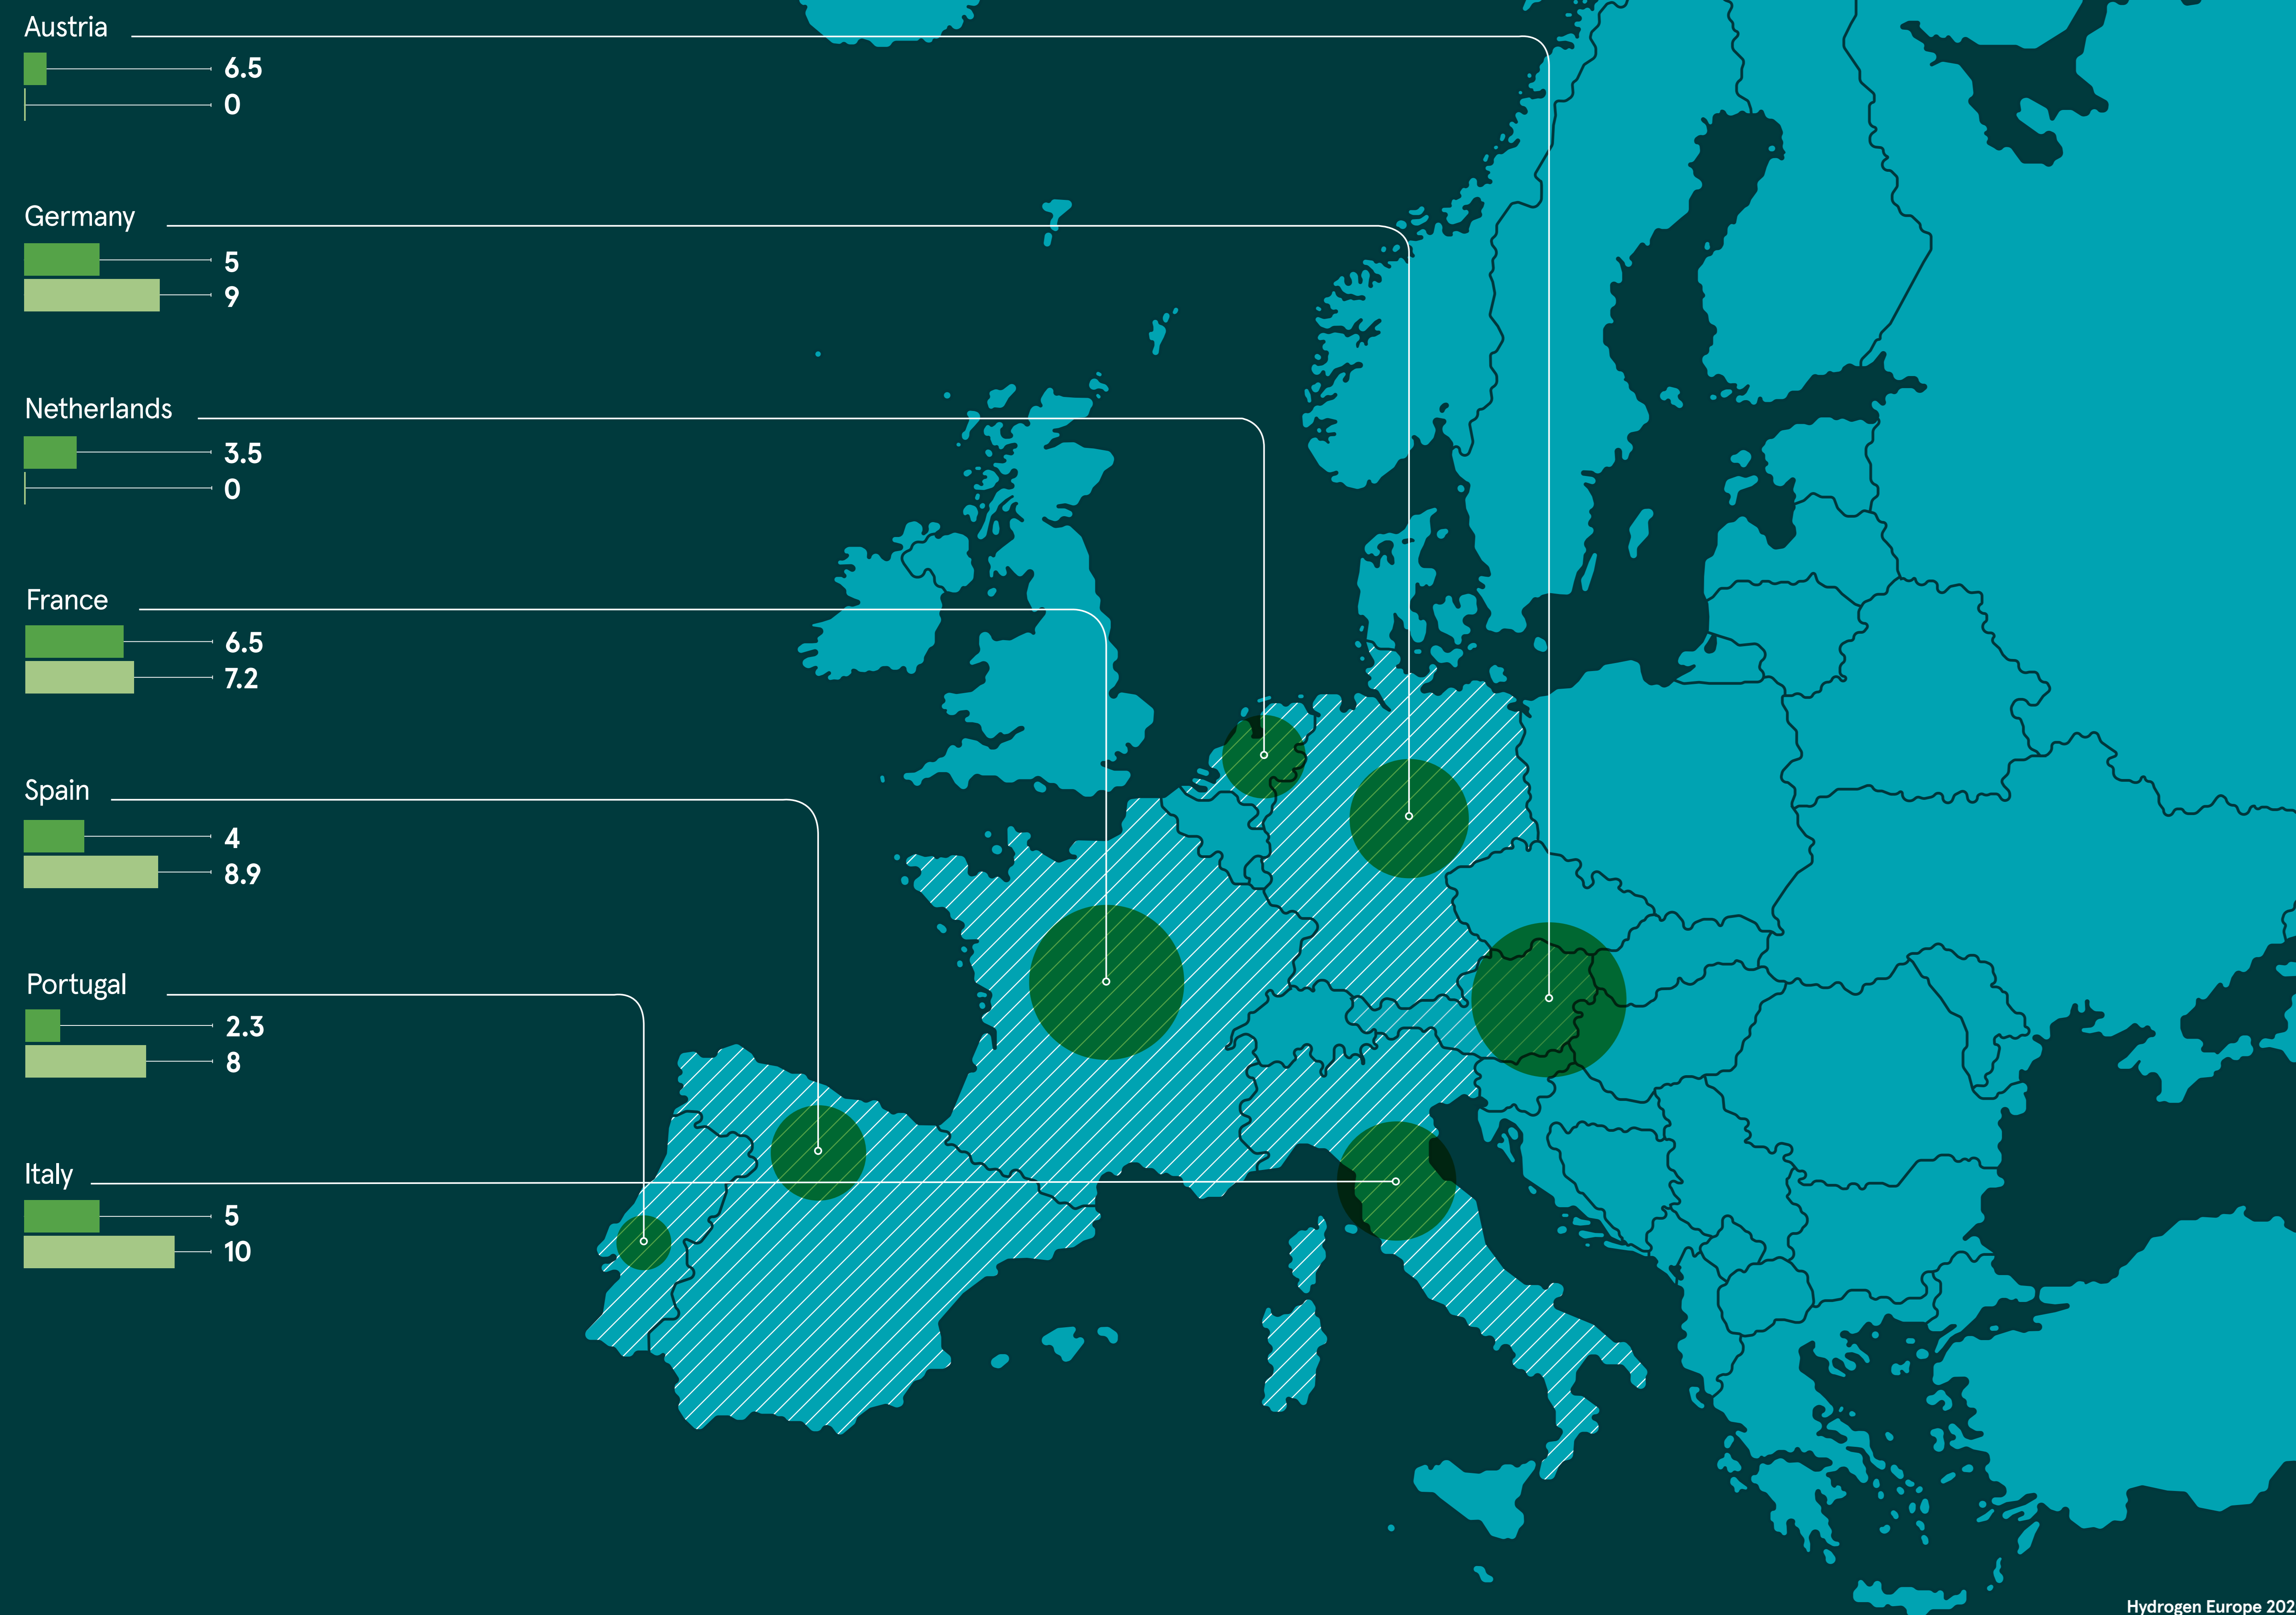 Austria
6.5
0
Germany
5
9
Netherlands
3.5
0
France
6.5
7.2
Spain
4
8.9
Portugal
2.3
8
Italy
5
10
Hydrogen Europe 202